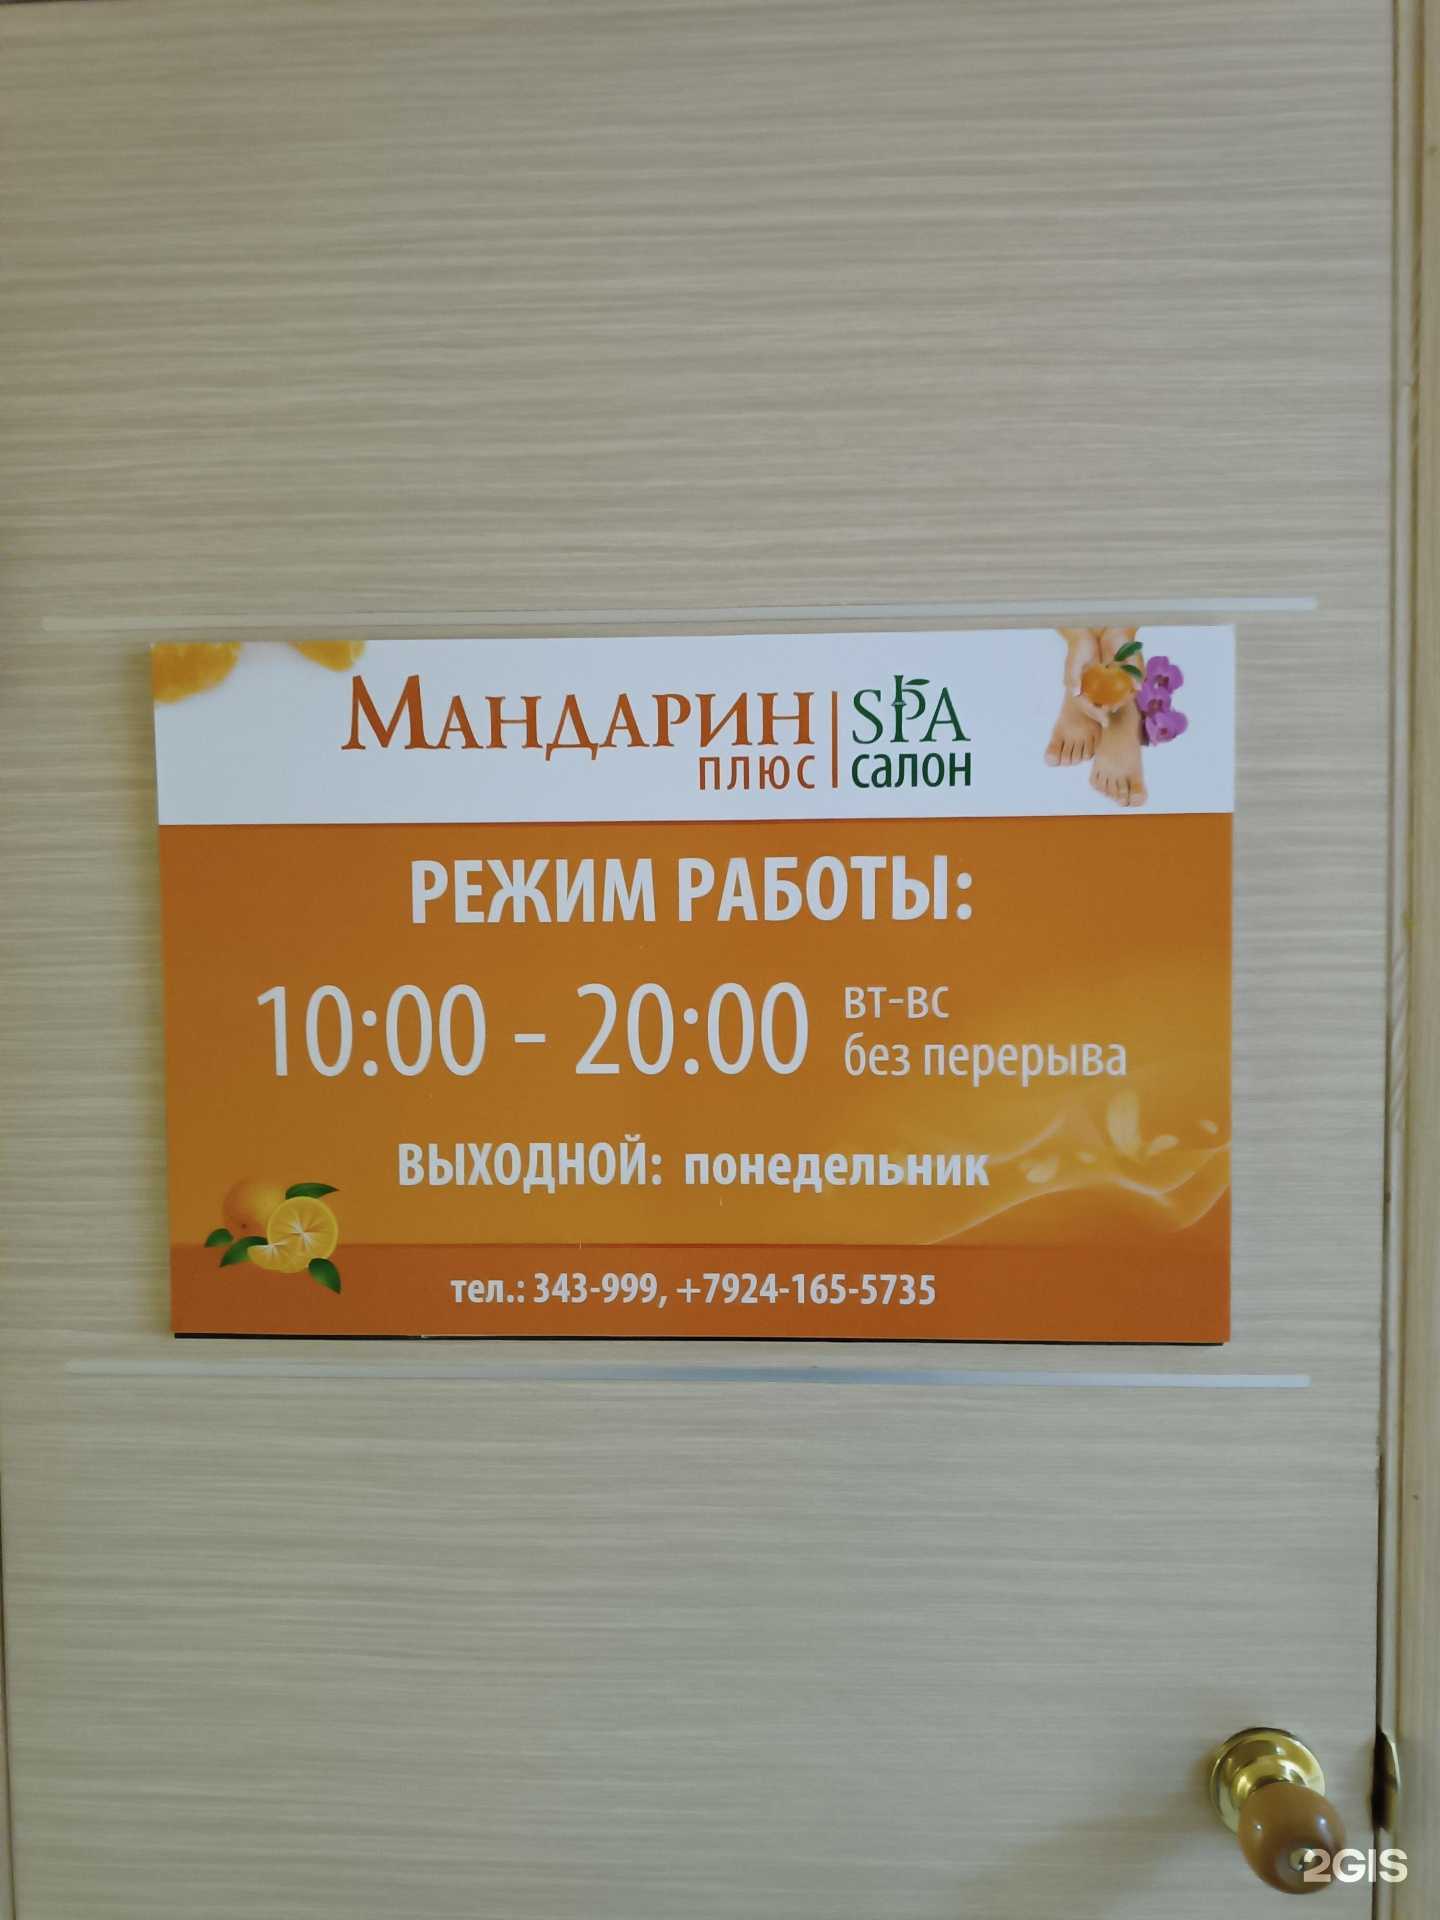 МАНДАРИН
ПЛЮС
SPA
салон
РЕЖИМ РАБОТЫ:
10:00 - 20:00
вт-вс
без перерыва
ВЫХОДНОЙ: понедельник
тел.: 343-999, +7924-165-5735
2GIS